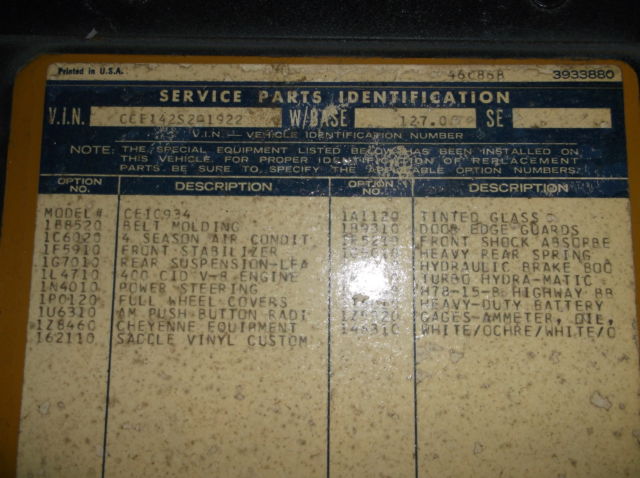 Printed in U.S.A. 46C86B 3933880
SERVICE PARTS IDENTIFICATION
V.I.N. W/BASE 127.0 SE
V.I.N. — VEHICLE IDENTIFICATION NUMBER
NOTE: THE SPECIAL EQUIPMENT LISTED BELOW HAS BEEN INSTALLED ON
THIS VEHICLE. FOR PROPER IDENTIFICATION OF REPLACEMENT
PARTS BE SURE TO SPECIFY THE APPLICABLE OPTION NUMBERS.
OPTION NO. DESCRIPTION OPTION NO. DESCRIPTION
MODEL # CE1C934 1A1120 TINTED GLASS
1B8520 BELT MOLDING 1B9310 DOOR EDGE GUARDS
1C6020 4 SEASON AIR CONDIT FRONT SHOCK ABSORBE
1F5910 FRONT STABILIZER HEAVY REAR SPRING
1G7010 REAR SUSPENSION-LEA HYDRAULIC BRAKE BOO
1L4710 400 CID V-8 ENGINE TURBO HYDRA-MATIC
1N4010 POWER STEERING H78-15-B HIGHWAY BB
1P0120 FULL WHEEL COVERS HEAVY-DUTY BATTERY
1U6310 AM PUSH BUTTON RADI GAGES-AMMETER, OIL,
1Z8460 CHEYENNE EQUIPMENT WHITE/OCHRE/WHITE/O
162110 SADDLE VINYL CUSTOM